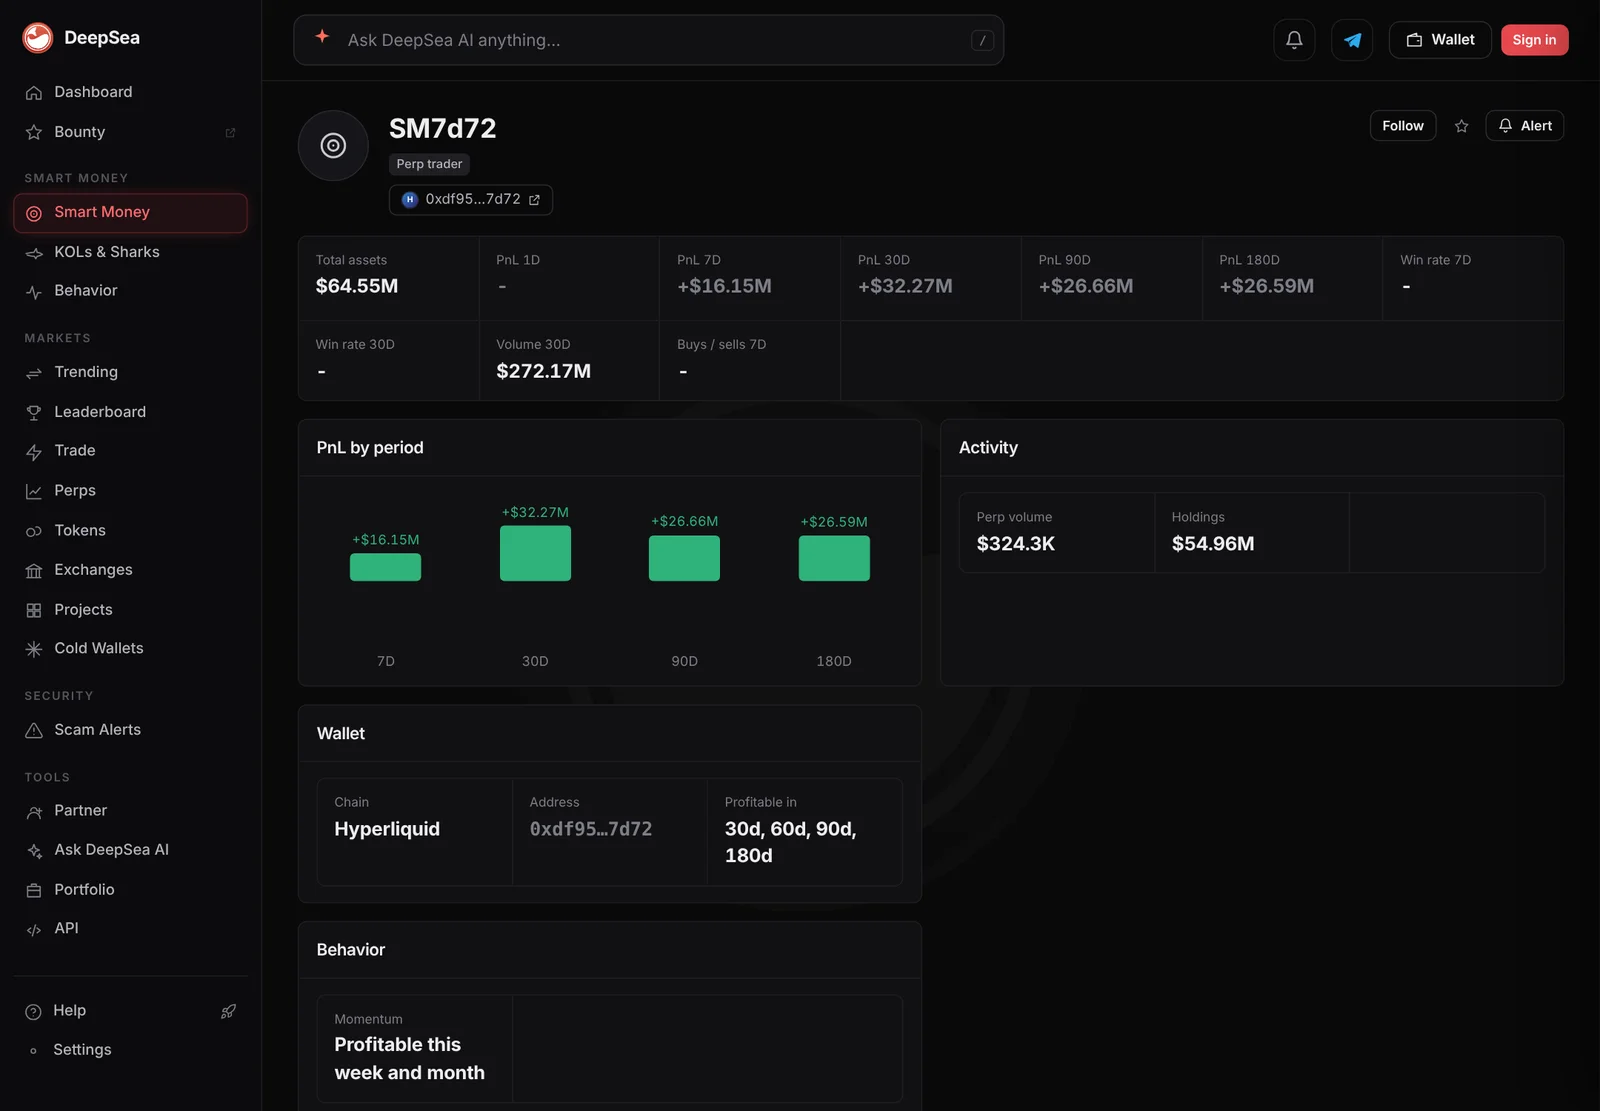 DeepSea
Ask DeepSea AI anything...
/
Wallet
Sign in
Dashboard
Bounty
SMART MONEY
Smart Money
KOLs & Sharks
Behavior
MARKETS
Trending
Leaderboard
Trade
Perps
Tokens
Exchanges
Projects
Cold Wallets
SECURITY
Scam Alerts
TOOLS
Partner
Ask DeepSea AI
Portfolio
API
Help
Settings
SM7d72
Perp trader
H 0xdf95...7d72
Follow
Alert
Total assets
$64.55M
PnL 1D
-
PnL 7D
+$16.15M
PnL 30D
+$32.27M
PnL 90D
+$26.66M
PnL 180D
+$26.59M
Win rate 7D
-
Win rate 30D
-
Volume 30D
$272.17M
Buys / sells 7D
-
PnL by period
+$16.15M
+$32.27M
+$26.66M
+$26.59M
7D
30D
90D
180D
Activity
Perp volume
$324.3K
Holdings
$54.96M
Wallet
Chain
Hyperliquid
Address
0xdf95…7d72
Profitable in
30d, 60d, 90d,
180d
Behavior
Momentum
Profitable this
week and month